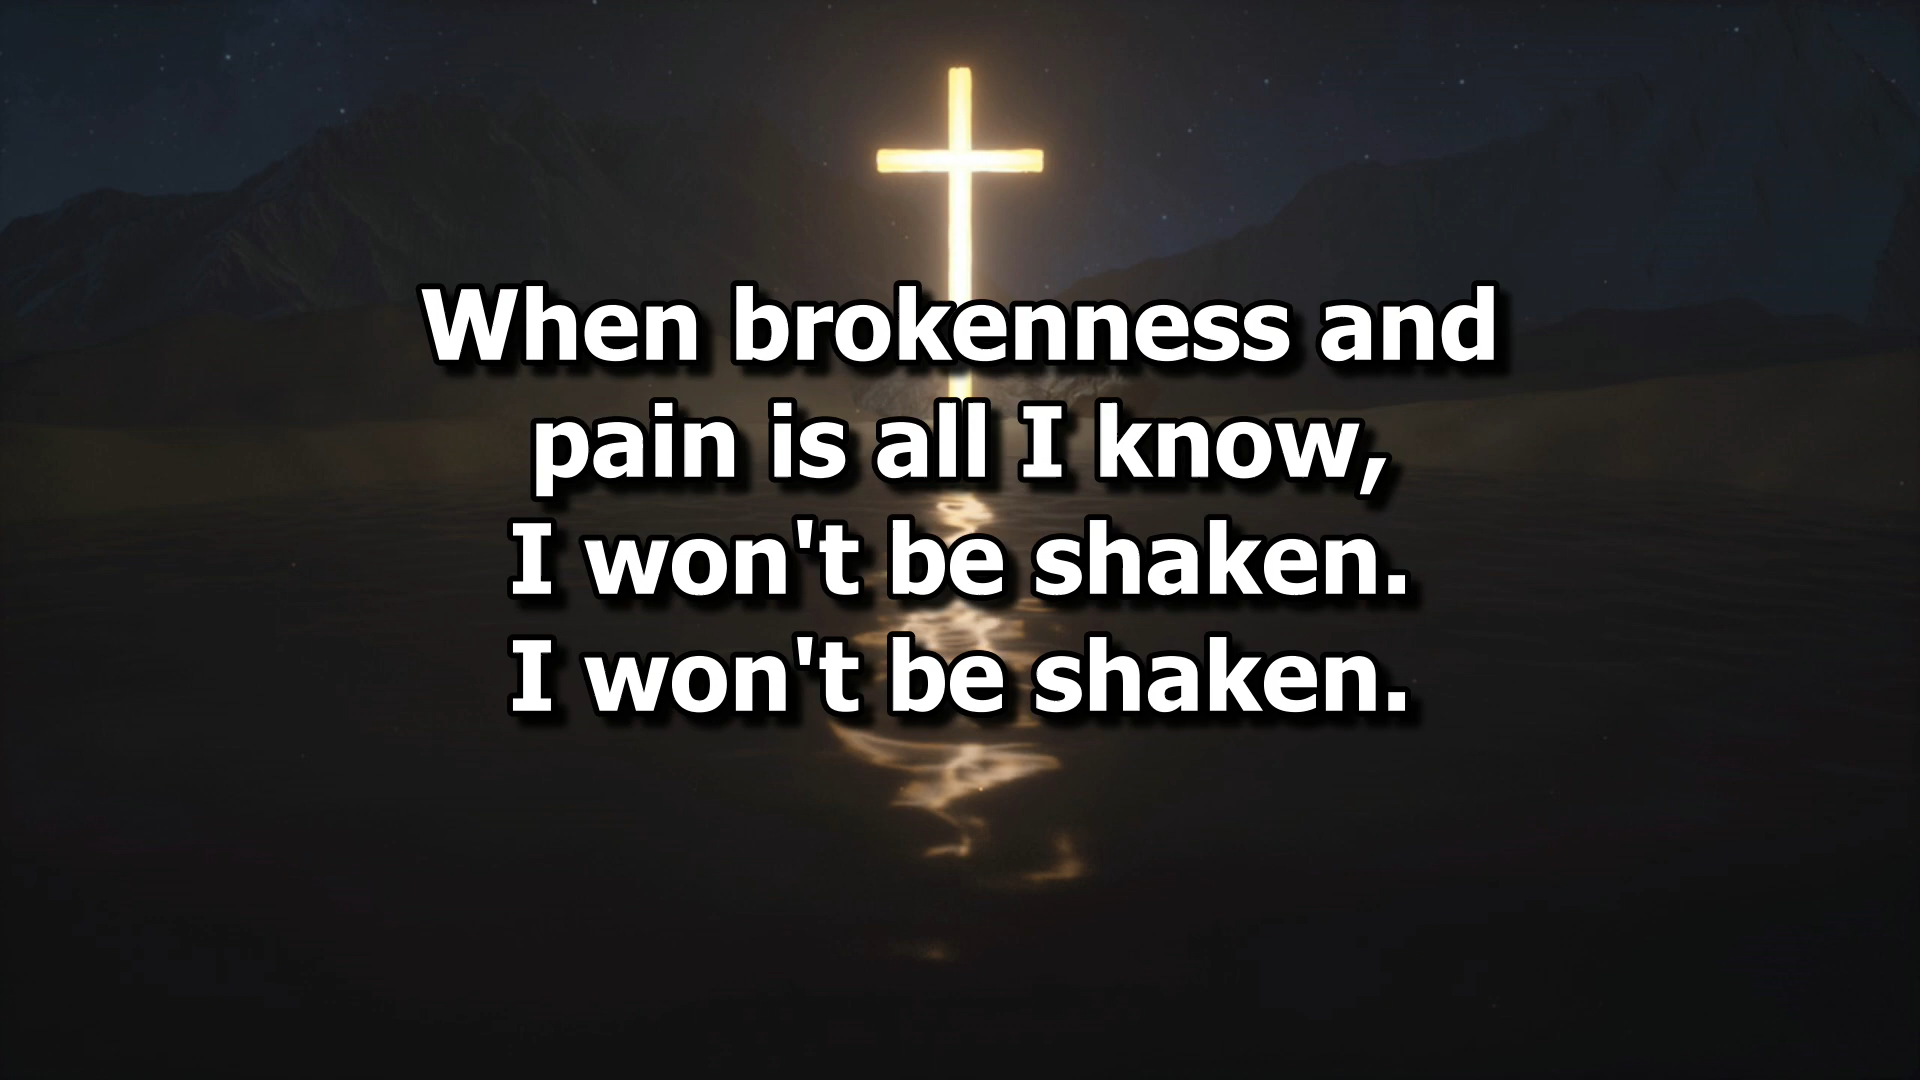 When brokenness and
pain is all I know,
I won't be shaken.
I won't be shaken.